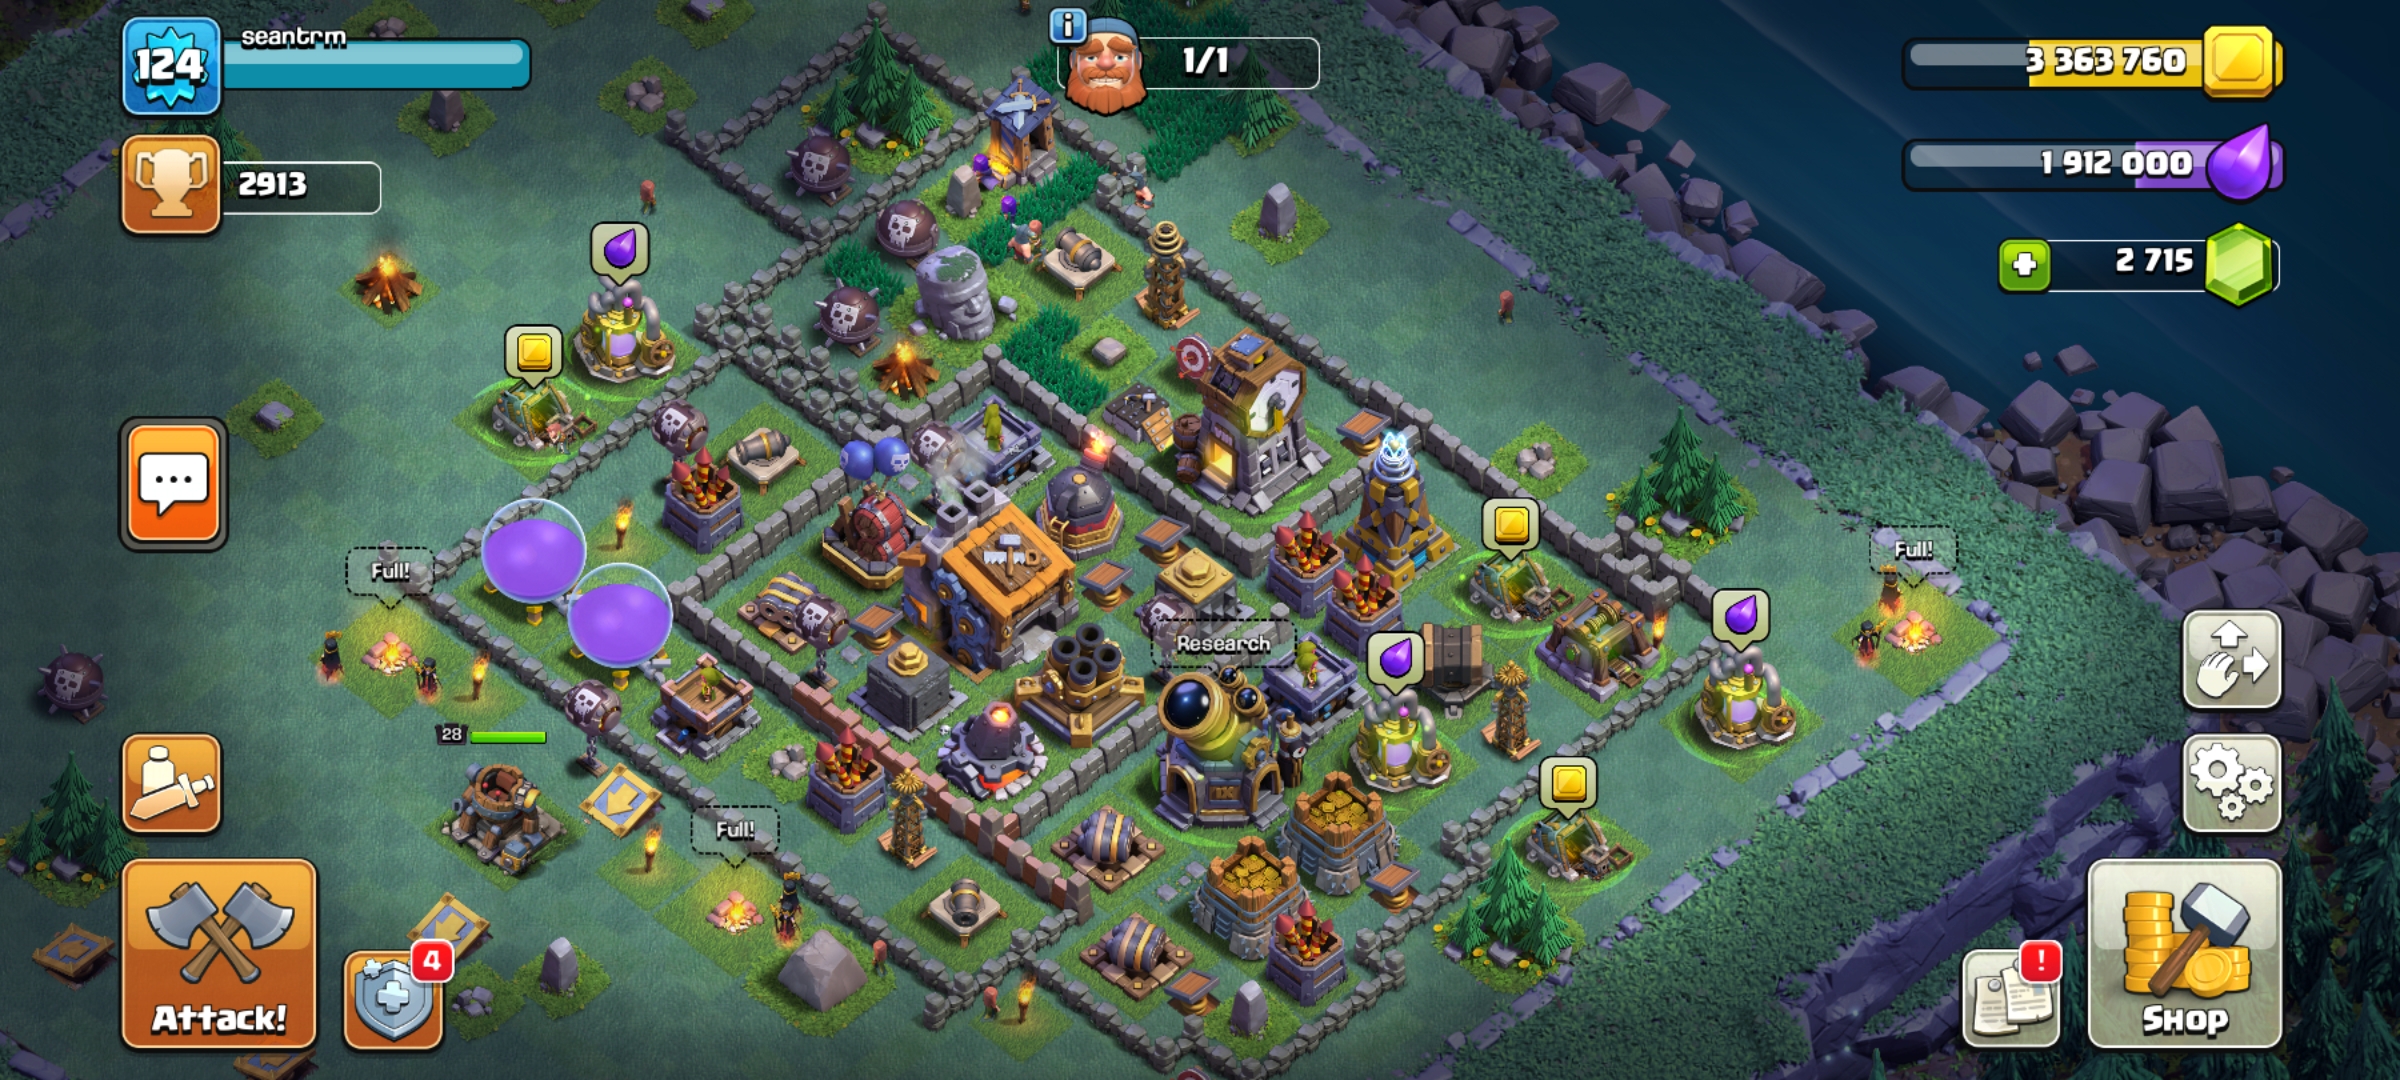 124
seantrm
i
1/1
3 363 760
2913
1 912 000
2 715
Full!
Full!
Research
28
Full!
4
Attack!
!
Shop